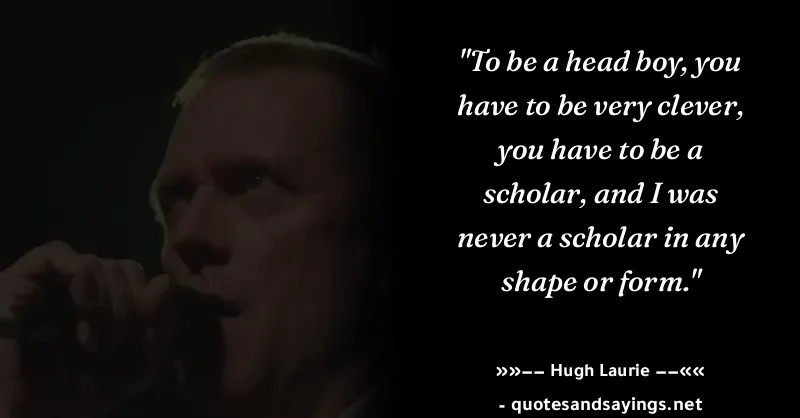 "To be a head boy, you
have to be very clever,
you have to be a
scholar, and I was
never a scholar in any
shape or form."
»»−− Hugh Laurie −−««
- quotesandsayings.net